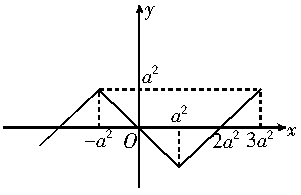 y
a²
a²
−a² O 2a² 3a² x